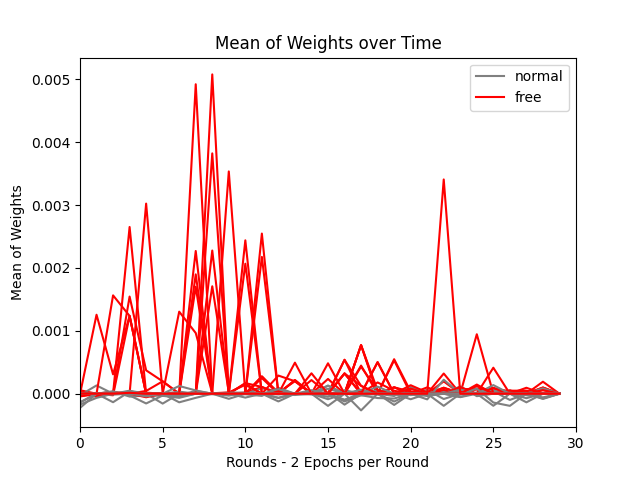 Mean of Weights over Time
normal
free
Mean of Weights
0.005
0.004
0.003
0.002
0.001
0.000
0 5 10 15 20 25 30
Rounds - 2 Epochs per Round